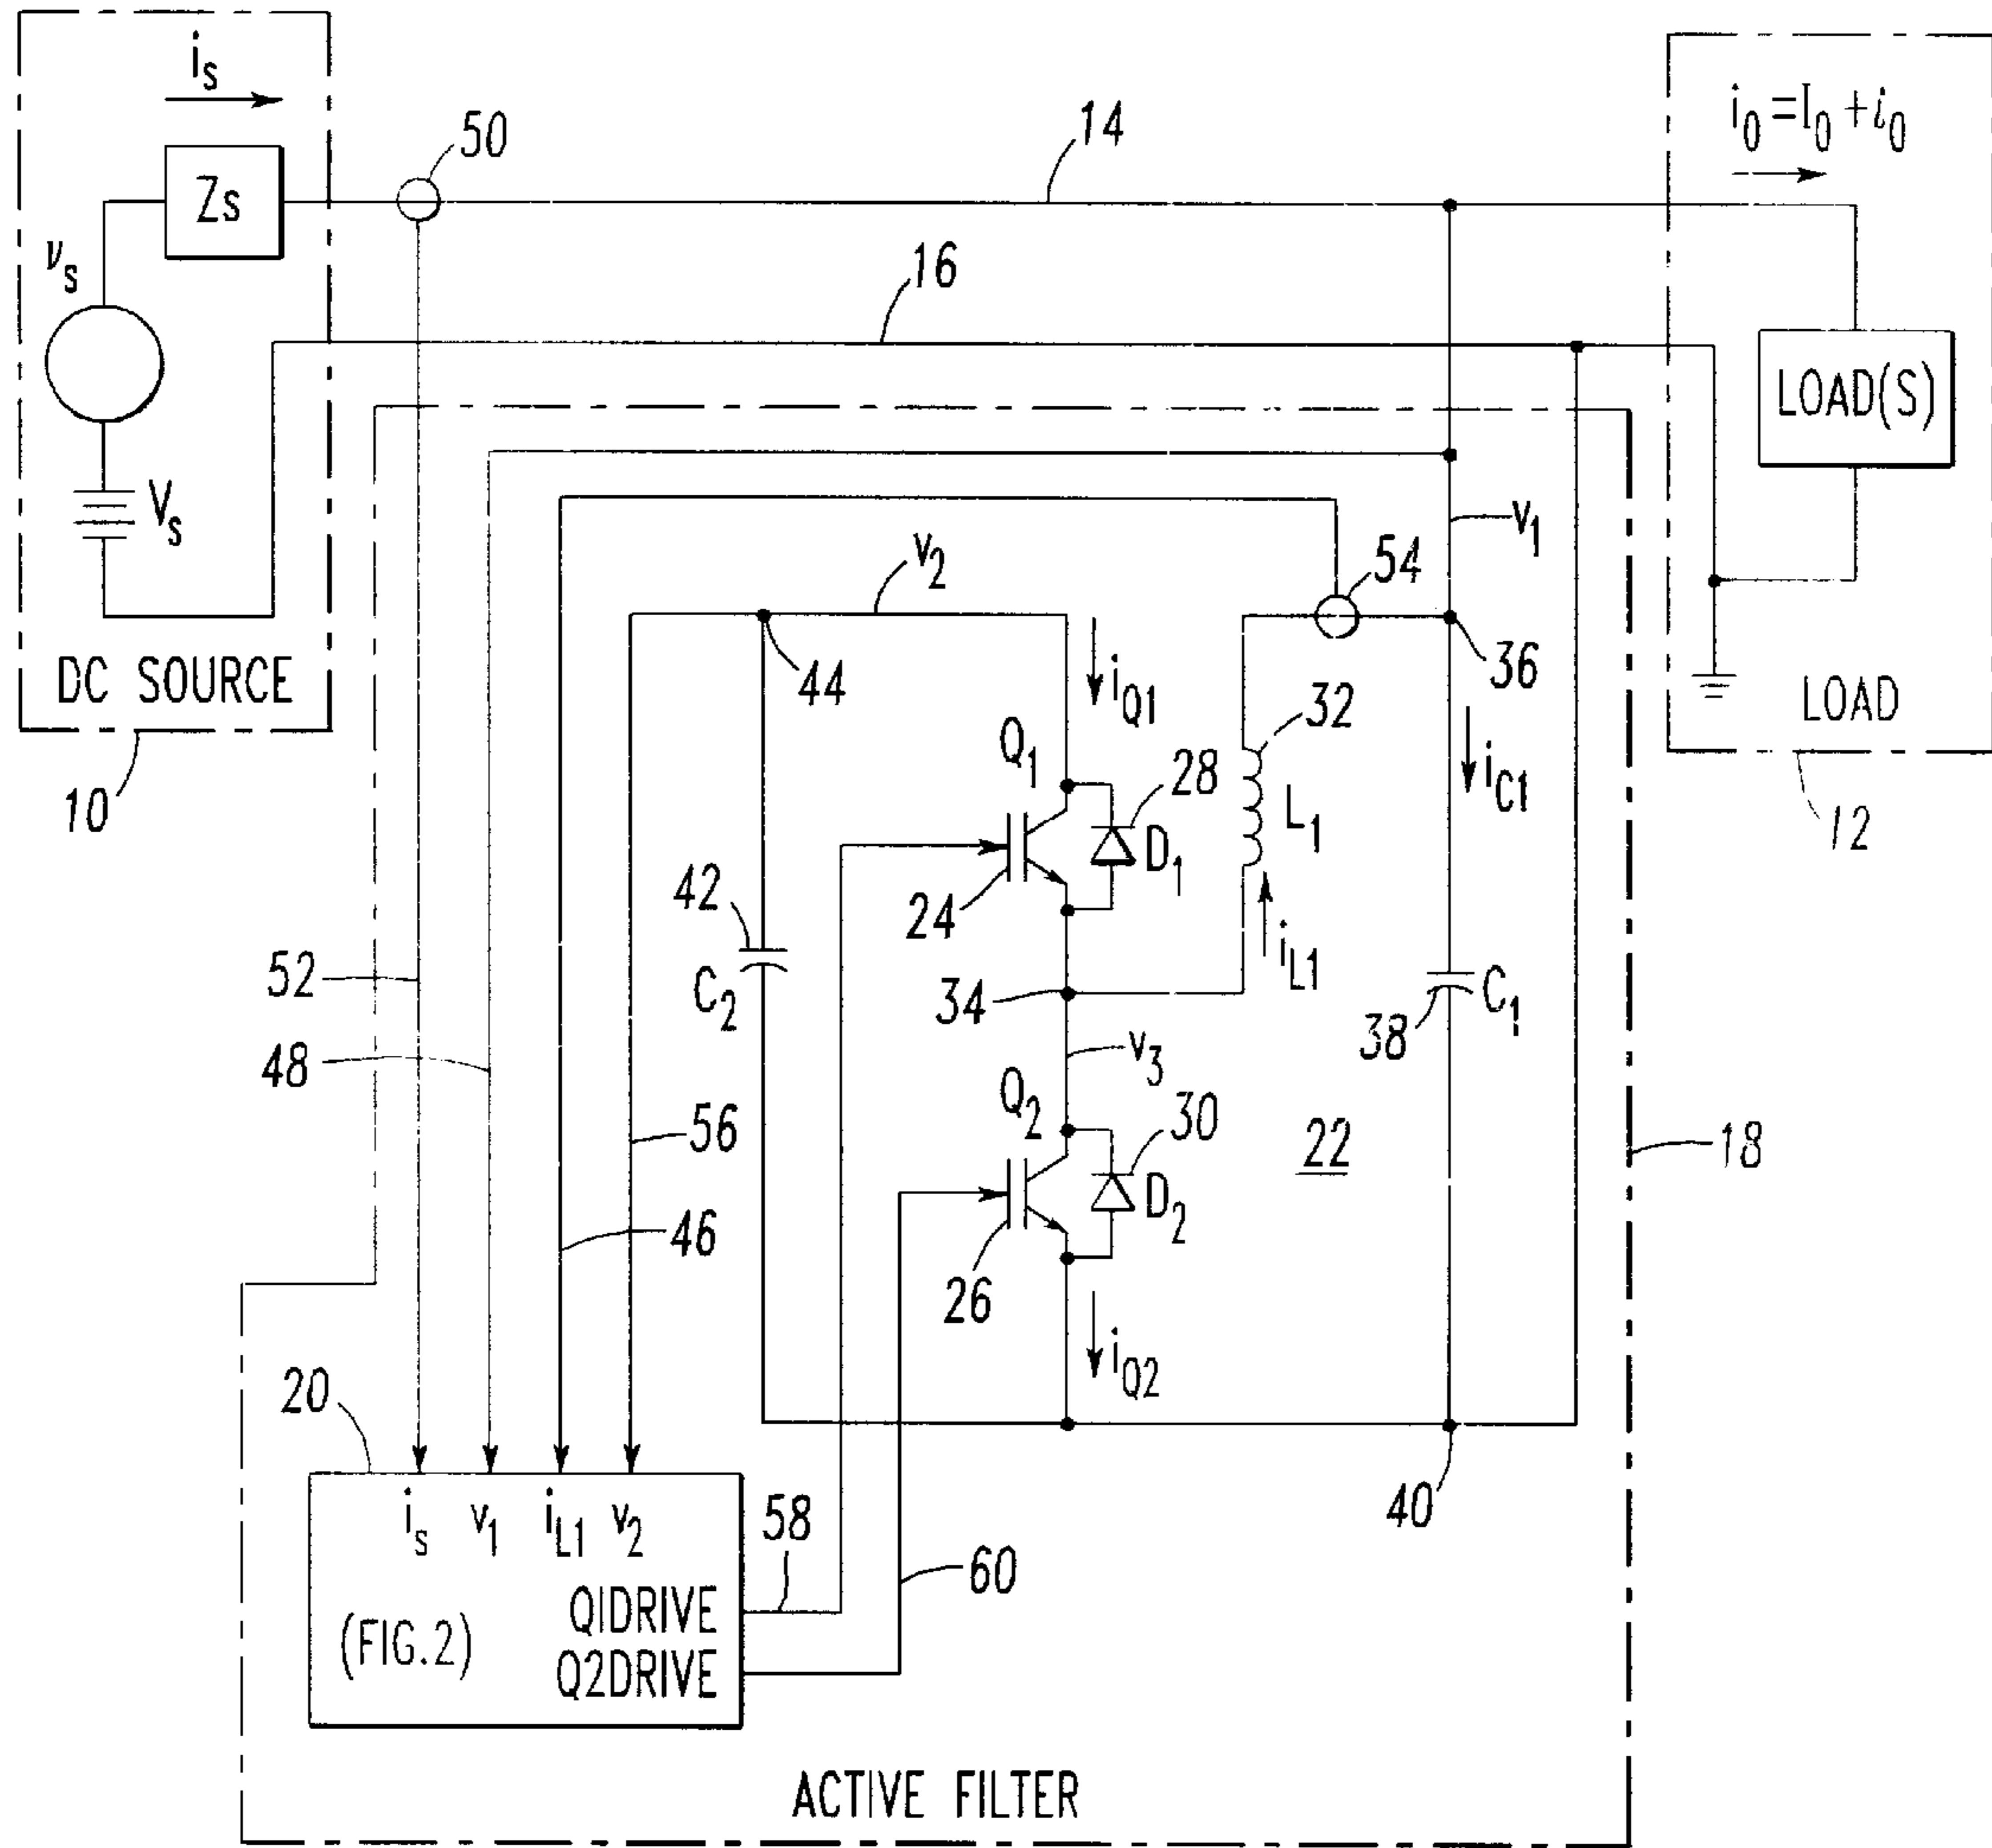 i_s
50
14
i_0 = I_0 + i_0
Zs
v_s
16
LOAD(S)
V_s
v_1
v_2
54
DC SOURCE
44
i_Q1
36
LOAD
10
Q_1
28
32
i_C1
12
D_1
L_1
42
24
i_L1
52
C_2
34
C_1
38
48
v_3
56
Q_2
30
22
18
46
D_2
26
i_Q2
20
40
i_s v_1 i_L1 v_2
58
60
Q1DRIVE
(FIG.2)
Q2DRIVE
ACTIVE FILTER